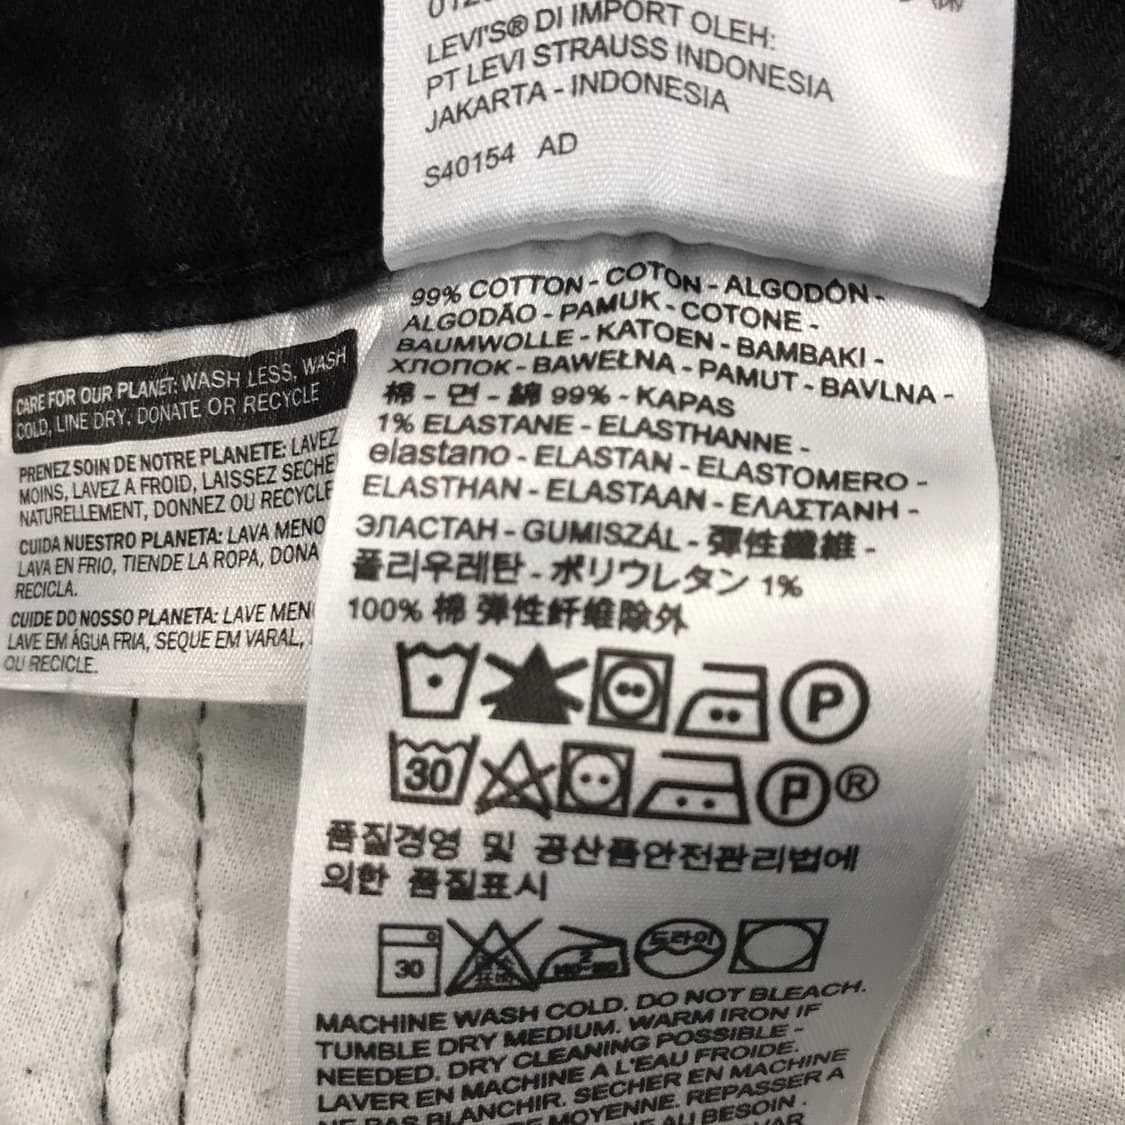 LEVI'S® DI IMPORT OLEH:
PT LEVI STRAUSS INDONESIA
JAKARTA - INDONESIA
S40154 AD
CARE FOR OUR PLANET: WASH LESS, WASH
COLD, LINE DRY, DONATE OR RECYCLE
PRENEZ SOIN DE NOTRE PLANETE: LAVEZ
MOINS, LAVEZ A FROID, LAISSEZ SECHE
NATURELLEMENT, DONNEZ OU RECYCLE
CUIDA NUESTRO PLANETA: LAVA MENO
LAVA EN FRIO, TIENDE LA ROPA, DONA
RECICLA.
CUIDE DO NOSSO PLANETA: LAVE MEN
LAVE EM ÁGUA FRIA, SEQUE EM VARAL,
OU RECICLE.
99% COTTON - COTON - ALGODÓN -
ALGODÃO - PAMUK - COTONE -
BAUMWOLLE - KATOEN - BAMBAKI -
ХЛОПОК - BAWEŁNA - PAMUT - BAVLNA -
棉 - 면 - 綿 99% - KAPAS
1% ELASTANE - ELASTHANNE -
elastano - ELASTAN - ELASTOMERO -
ELASTHAN - ELASTAAN - ΕΛΑΣΤΑΝΗ -
ЭЛАСТАН - GUMISZÁL - 彈性纖維 -
폴리우레탄 - ポリウレタン 1%
100% 棉 弹性纤维除外
P
30 P ®
품질경영 및 공산품안전관리법에
의한 품질표시
30 드라이
MACHINE WASH COLD. DO NOT BLEACH.
TUMBLE DRY MEDIUM. WARM IRON IF
NEEDED. DRY CLEANING POSSIBLE -
LAVER EN MACHINE A L'EAU FROIDE.
NE PAS BLANCHIR. SECHER EN MACHINE
MOYENNE. REPASSER A
AU BESOIN.